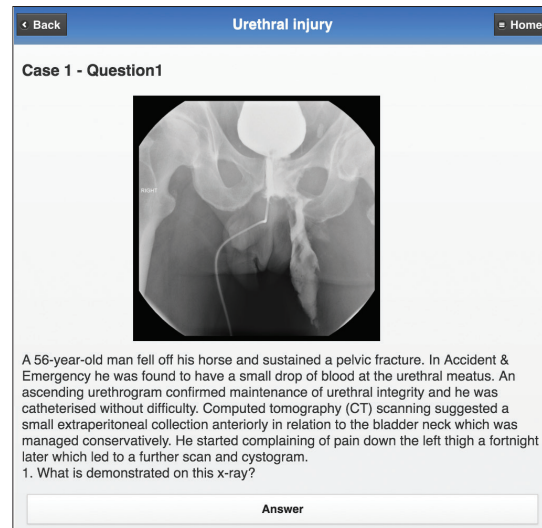 Back
Urethral injury
Home
Case 1 - Question1
RIGHT
A 56-year-old man fell off his horse and sustained a pelvic fracture. In Accident &
Emergency he was found to have a small drop of blood at the urethral meatus. An
ascending urethrogram confirmed maintenance of urethral integrity and he was
catheterised without difficulty. Computed tomography (CT) scanning suggested a
small extraperitoneal collection anteriorly in relation to the bladder neck which was
managed conservatively. He started complaining of pain down the left thigh a fortnight
later which led to a further scan and cystogram.
1. What is demonstrated on this x-ray?
Answer